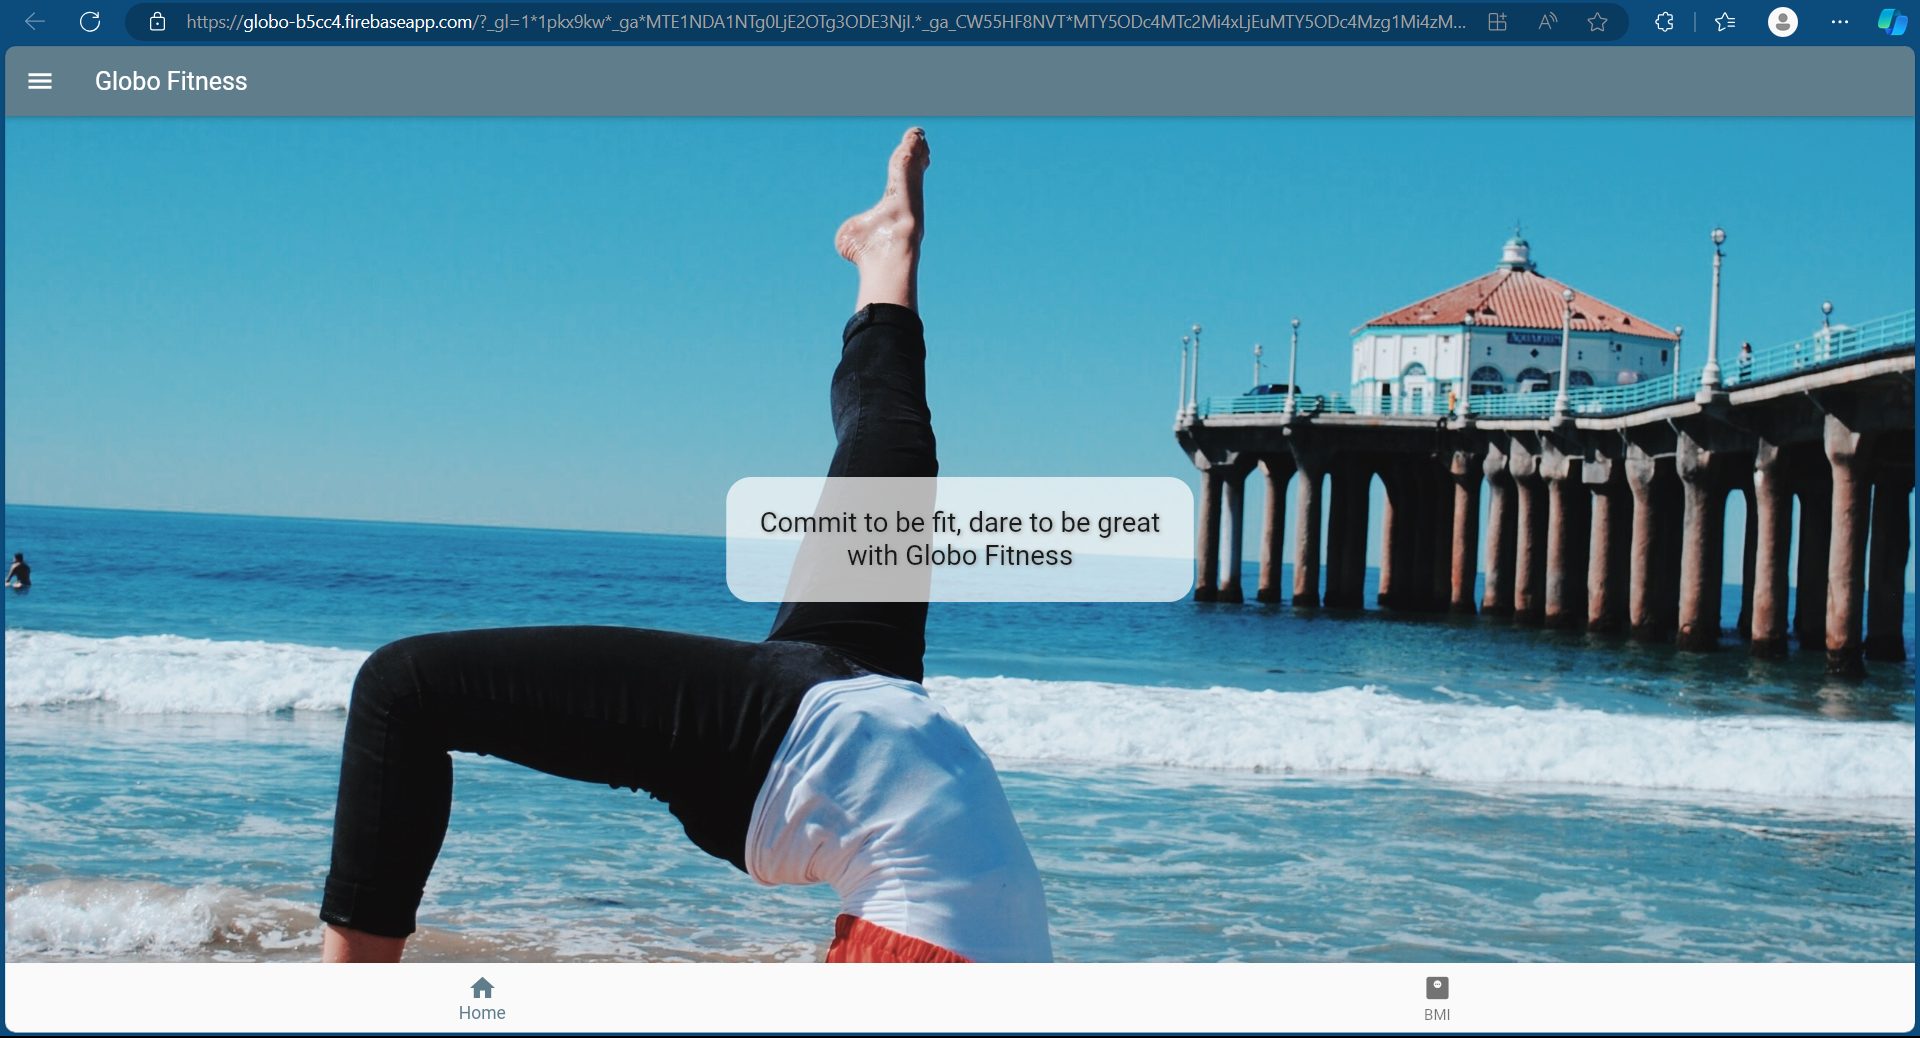 https://globo-b5cc4.firebaseapp.com/?_gl=1*1pkx9kw*_ga*MTE1NDA1NTg0LjE2OTg3ODE3NjI.*_ga_CW55HF8NVT*MTY5ODc4MTc2Mi4xLjEuMTY5ODc4Mzg1Mi4zM...
Globo Fitness
Commit to be fit, dare to be great
with Globo Fitness
Home
BMI